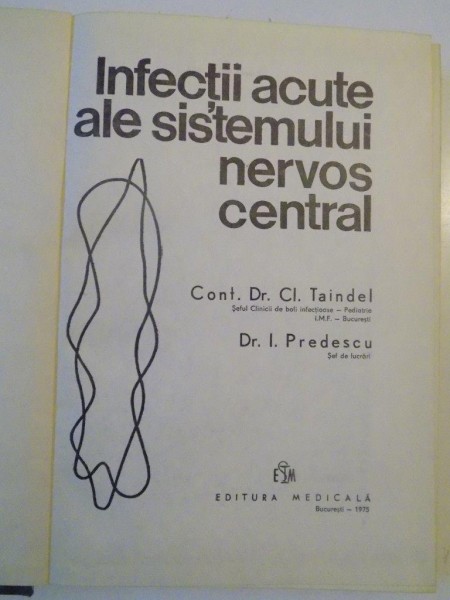 Infecții acute
ale sistemului
nervos
central
Conf. Dr. Cl. Taindel
Șeful Clinicii de boli infecțioase — Pediatrie
I.M.F. — București
Dr. I. Predescu
Șef de lucrări
ESM
EDITURA MEDICALĂ
București — 1975